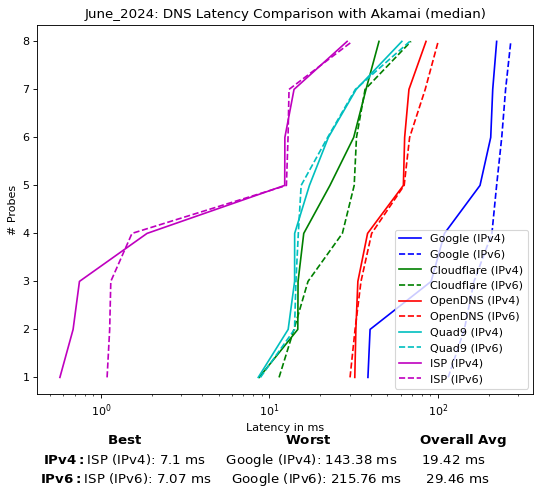 June_2024: DNS Latency Comparison with Akamai (median)
8
7
6
5
4
3
2
1
# Probes
Google (IPv4)
Google (IPv6)
Cloudflare (IPv4)
Cloudflare (IPv6)
OpenDNS (IPv4)
OpenDNS (IPv6)
Quad9 (IPv4)
Quad9 (IPv6)
ISP (IPv4)
ISP (IPv6)
10⁰ 10¹ 10²
Latency in ms
Best Worst Overall Avg
IPv4: ISP (IPv4): 7.1 ms Google (IPv4): 143.38 ms 19.42 ms
IPv6: ISP (IPv6): 7.07 ms Google (IPv6): 215.76 ms 29.46 ms